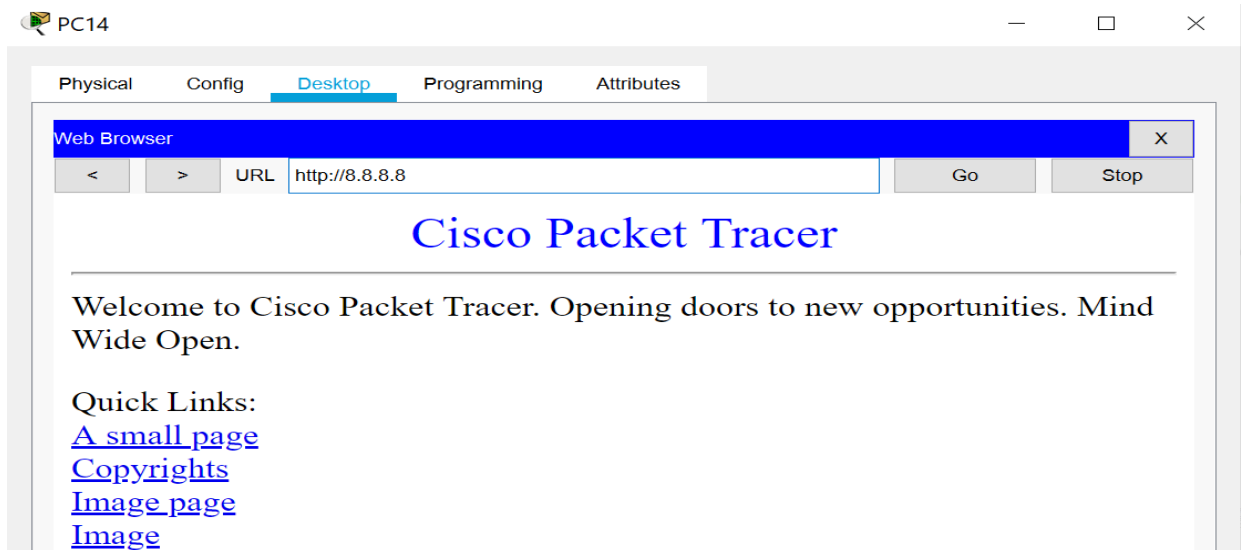 PC14
Physical Config Desktop Programming Attributes
Web Browser X
< > URL http://8.8.8.8 Go Stop
Cisco Packet Tracer
Welcome to Cisco Packet Tracer. Opening doors to new opportunities. Mind
Wide Open.
Quick Links:
A small page
Copyrights
Image page
Image